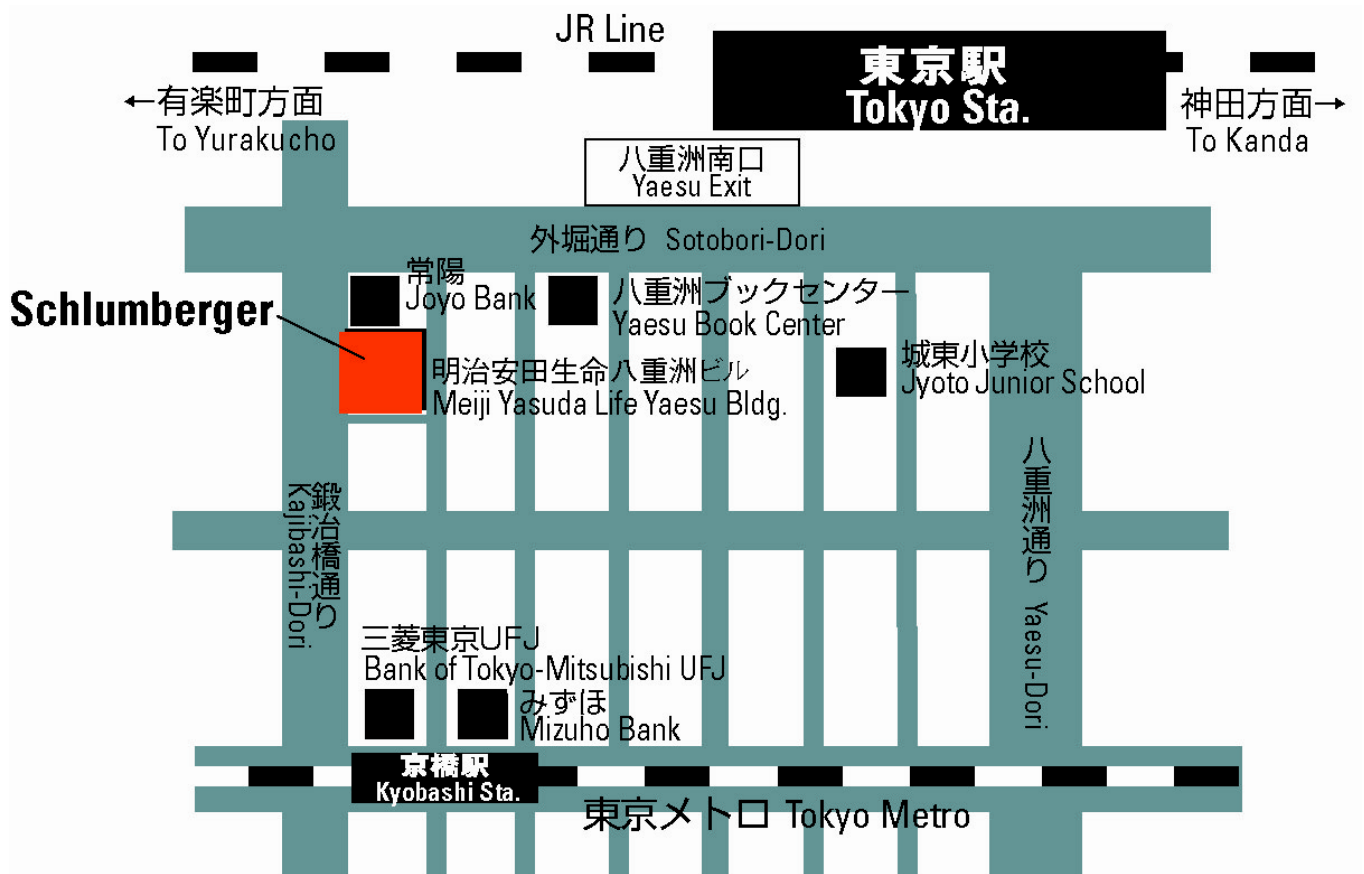 JR Line
東京駅
Tokyo Sta.
←有楽町方面
To Yurakucho
神田方面→
To Kanda
八重洲南口
Yaesu Exit
外堀通り Sotobori-Dori
常陽
Joyo Bank
八重洲ブックセンター
Yaesu Book Center
Schlumberger
城東小学校
Jyoto Junior School
明治安田生命八重洲ビル
Meiji Yasuda Life Yaesu Bldg.
鍛冶橋通り
Kajibashi-Dori
八重洲通り Yaesu-Dori
三菱東京UFJ
Bank of Tokyo-Mitsubishi UFJ
みずほ
Mizuho Bank
京橋駅
Kyobashi Sta.
東京メトロ Tokyo Metro